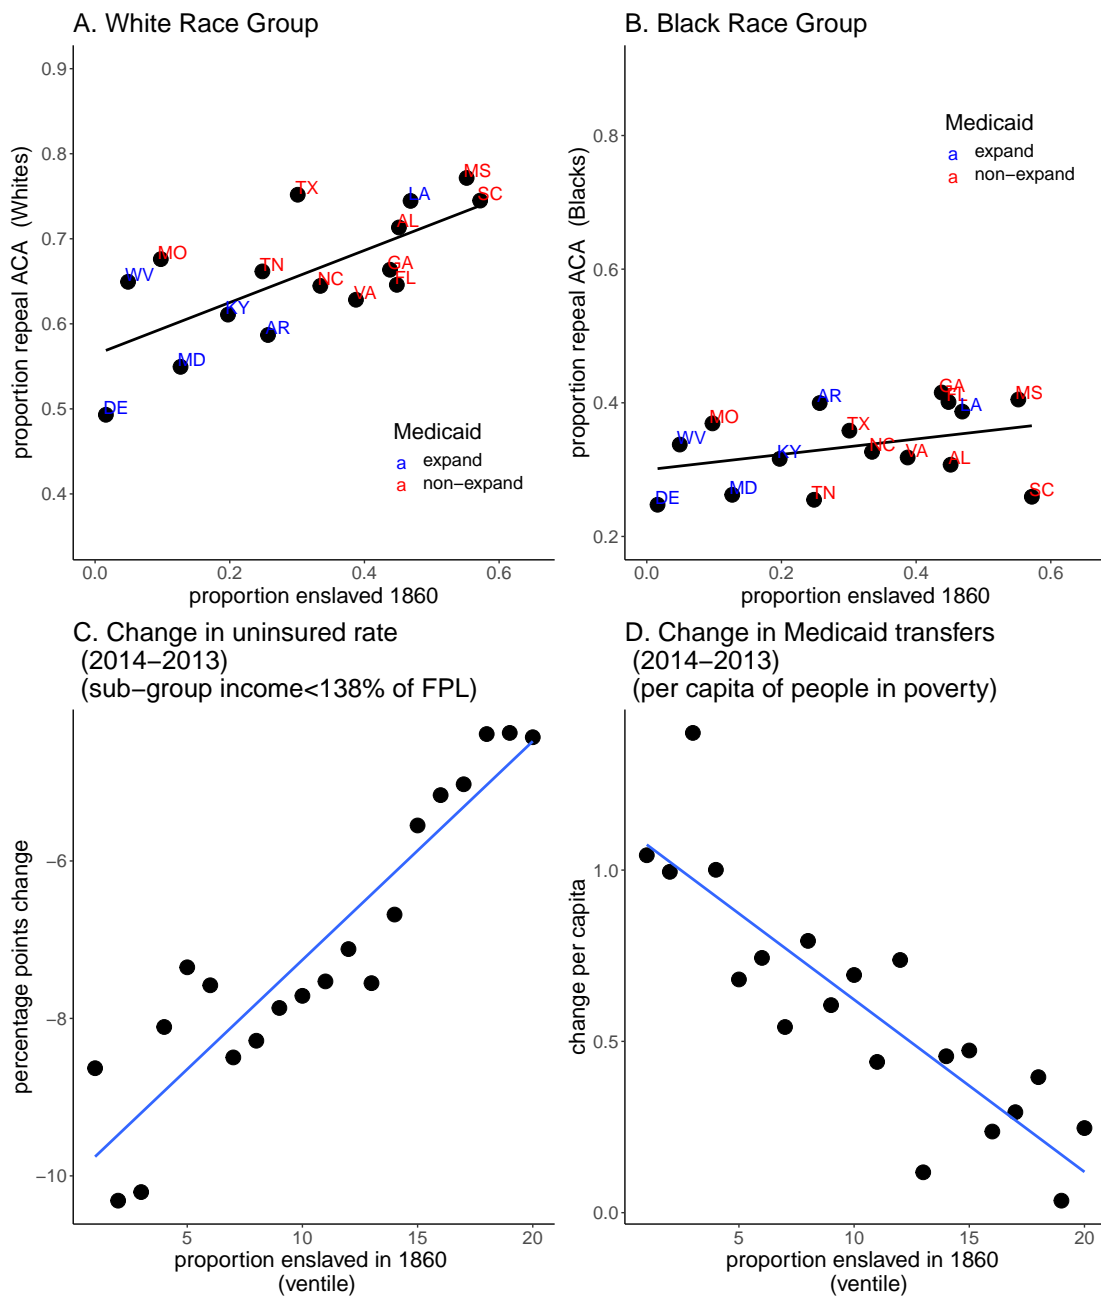 A. White Race Group
proportion repeal ACA (Whites)
0.9
0.8
0.7
0.6
0.5
0.4
MS
TX
LA
SC
AL
MO
WV
TN
GA
NC
FL
VA
KY
AR
MD
DE
Medicaid
a expand
a non−expand
0.0 0.2 0.4 0.6
proportion enslaved 1860
B. Black Race Group
proportion repeal ACA (Blacks)
0.8
0.6
0.4
0.2
Medicaid
a expand
a non−expand
GA
FL
MS
AR
LA
MO
TX
WV
NC
KY
VA
AL
DE
MD
TN
SC
0.0 0.2 0.4 0.6
proportion enslaved 1860
C. Change in uninsured rate
(2014−2013)
(sub−group income<138% of FPL)
percentage points change
−6
−8
−10
5 10 15 20
proportion enslaved in 1860
(ventile)
D. Change in Medicaid transfers
(2014−2013)
(per capita of people in poverty)
change per capita
1.0
0.5
0.0
5 10 15 20
proportion enslaved in 1860
(ventile)